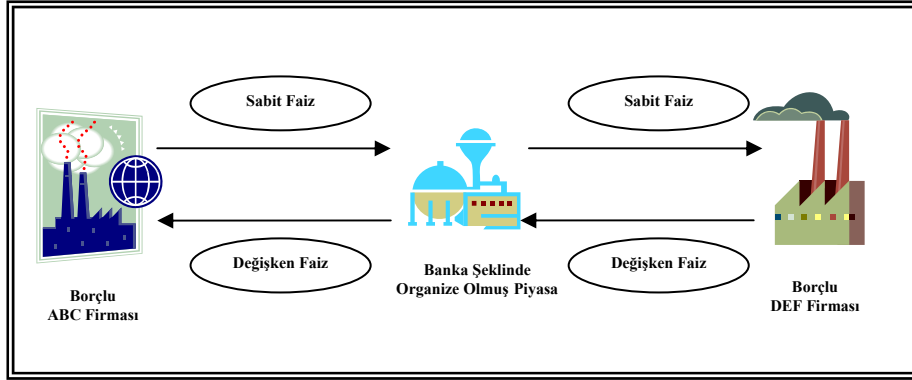 Sabit Faiz
Sabit Faiz
Değişken Faiz
Değişken Faiz
Borçlu
ABC Firması
Banka Şeklinde
Organize Olmuş Piyasa
Borçlu
DEF Firması